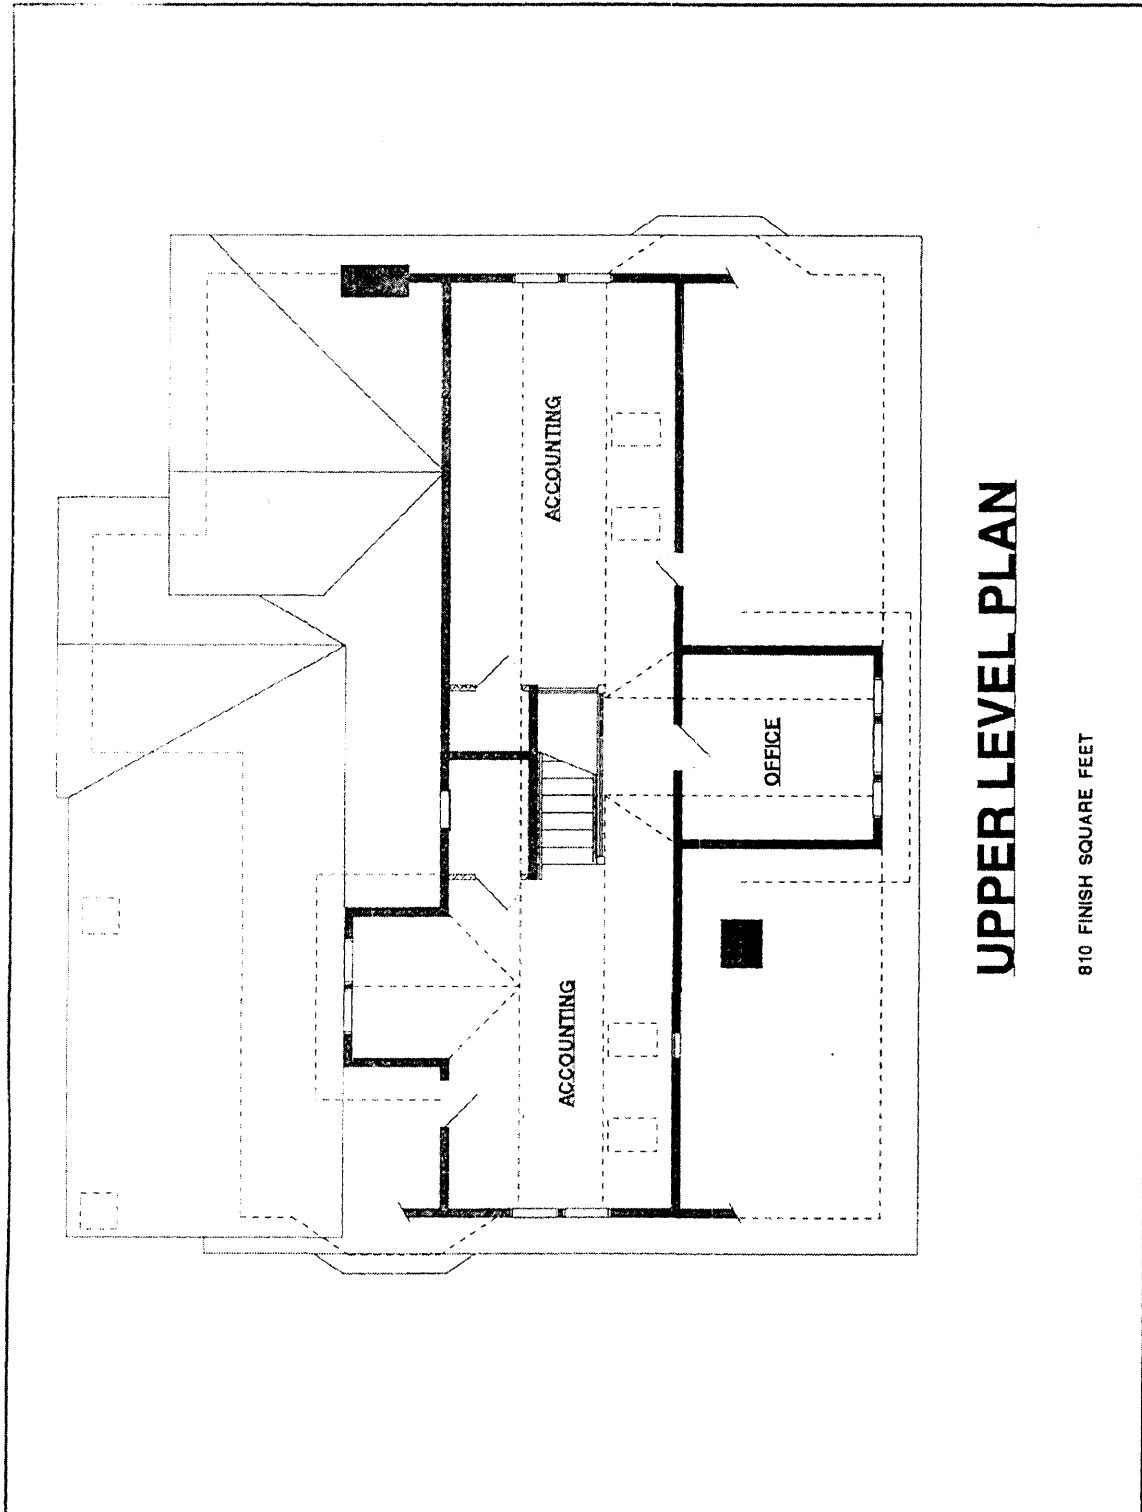 ACCOUNTING
ACCOUNTING
OFFICE
UPPER LEVEL PLAN
810 FINISH SQUARE FEET